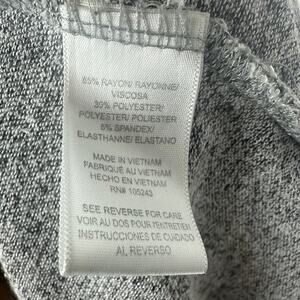 65% RAYON/RAYONNE/
VISCOSA
30% POLYESTER/
POLYESTER/POLIESTER
5% SPANDEX/
ELASTHANNE/ELASTANO
MADE IN VIETNAM
FABRIQUÉ AU VIETNAM
HECHO EN VIETNAM
RN# 105243
SEE REVERSE FOR CARE
VOIR AU DOS POUR L'ENTRETIEN
INSTRUCCIONES DE CUIDADO
AL REVERSO